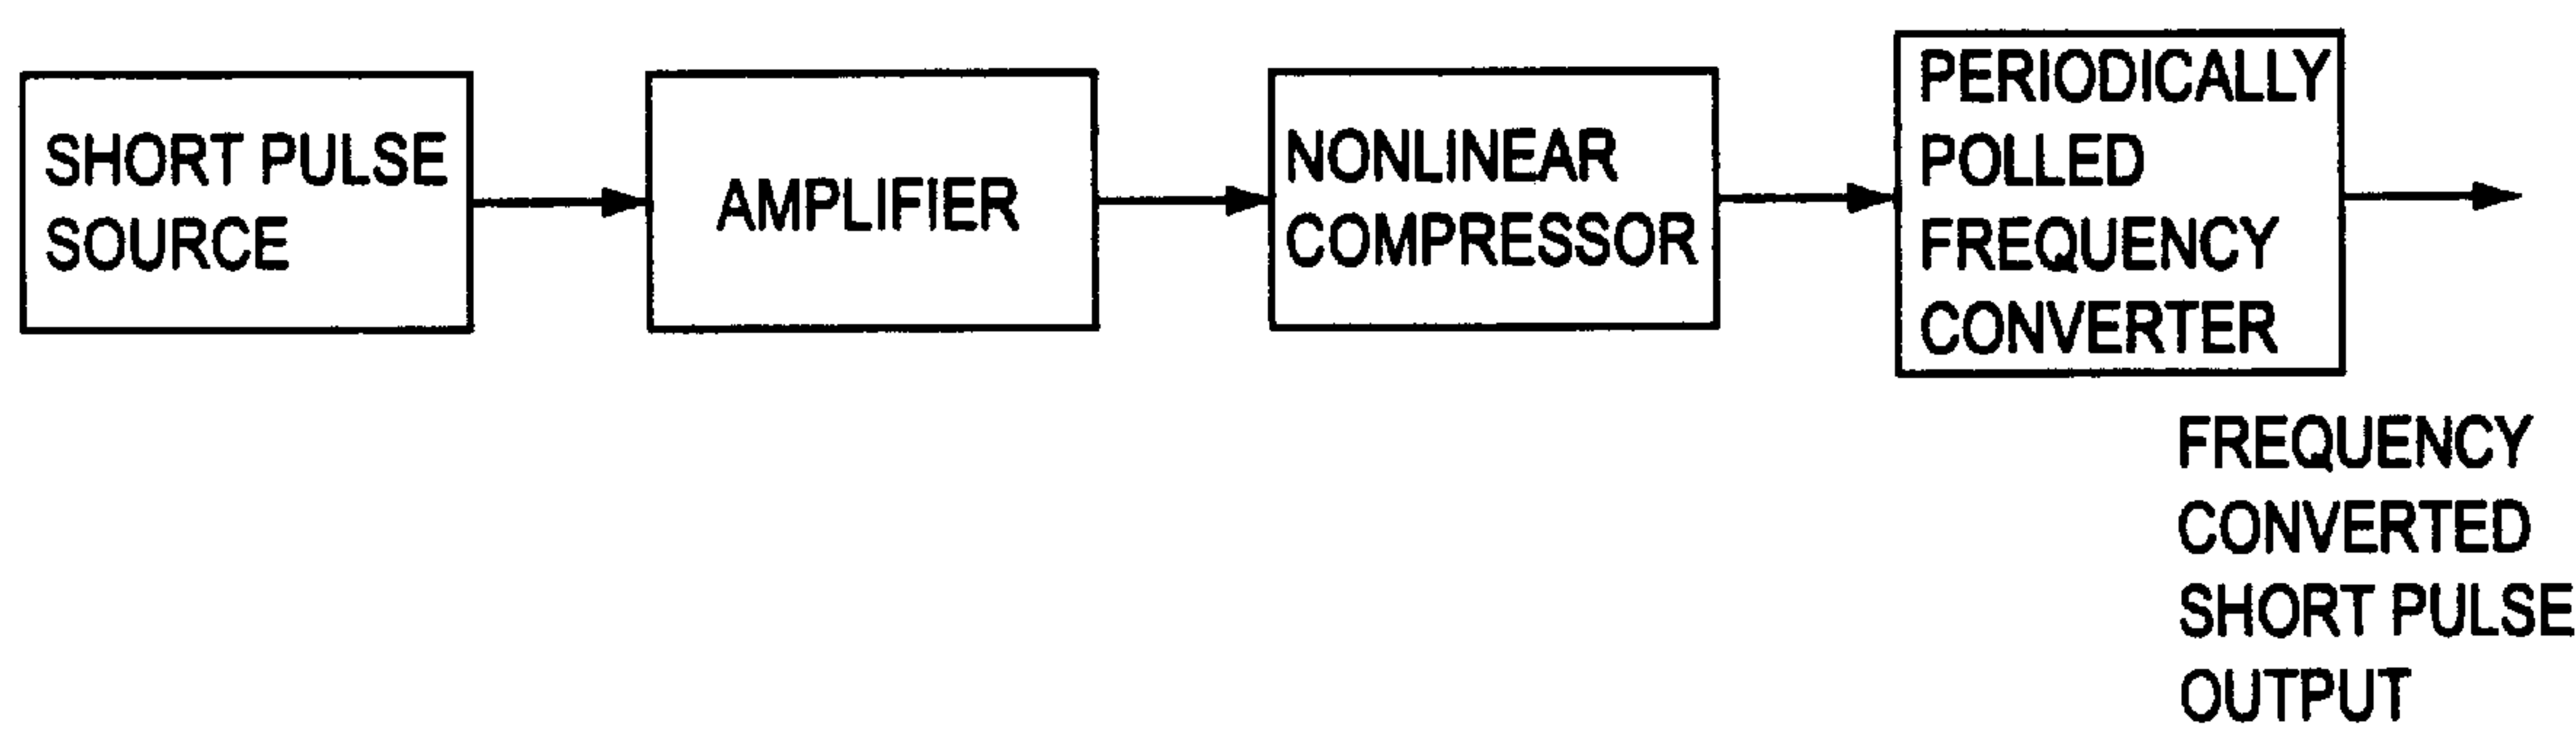 SHORT PULSE
SOURCE
AMPLIFIER
NONLINEAR
COMPRESSOR
PERIODICALLY
POLLED
FREQUENCY
CONVERTER
FREQUENCY
CONVERTED
SHORT PULSE
OUTPUT